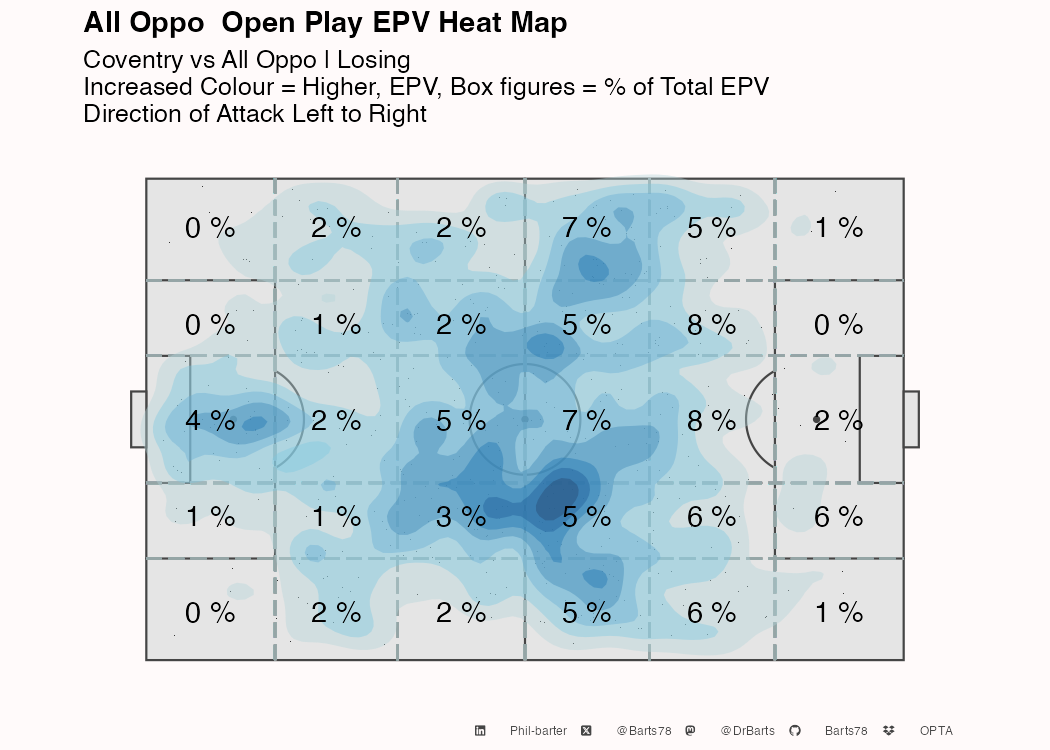 All Oppo  Open Play EPV Heat Map
Coventry vs All Oppo | Losing
Increased Colour = Higher, EPV, Box figures = % of Total EPV
Direction of Attack Left to Right
0 % 2 % 2 % 7 % 5 % 1 %
0 % 1 % 2 % 5 % 8 % 0 %
4 % 2 % 5 % 7 % 8 % 2 %
1 % 1 % 3 % 5 % 6 % 6 %
0 % 2 % 2 % 5 % 6 % 1 %
Phil-barter @Barts78 @DrBarts Barts78 OPTA